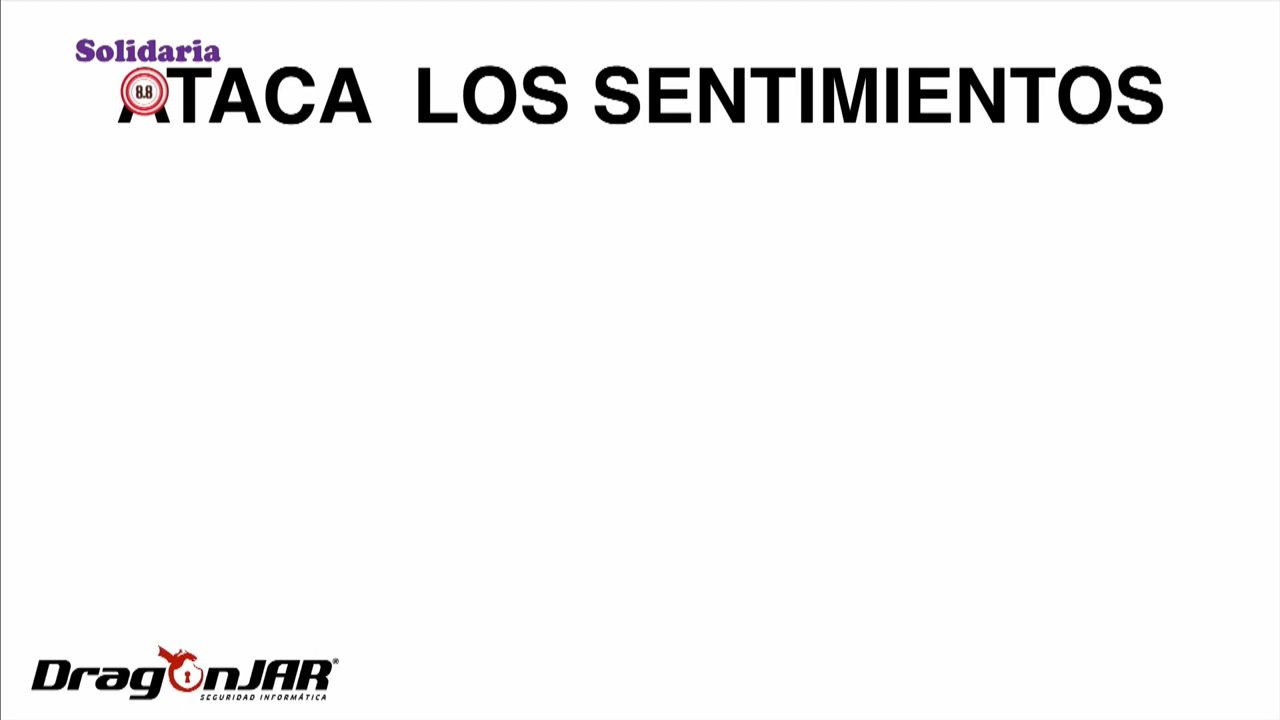 Solidaria
8.8
ATACA LOS SENTIMIENTOS
DragonJAR®
SEGURIDAD INFORMÁTICA